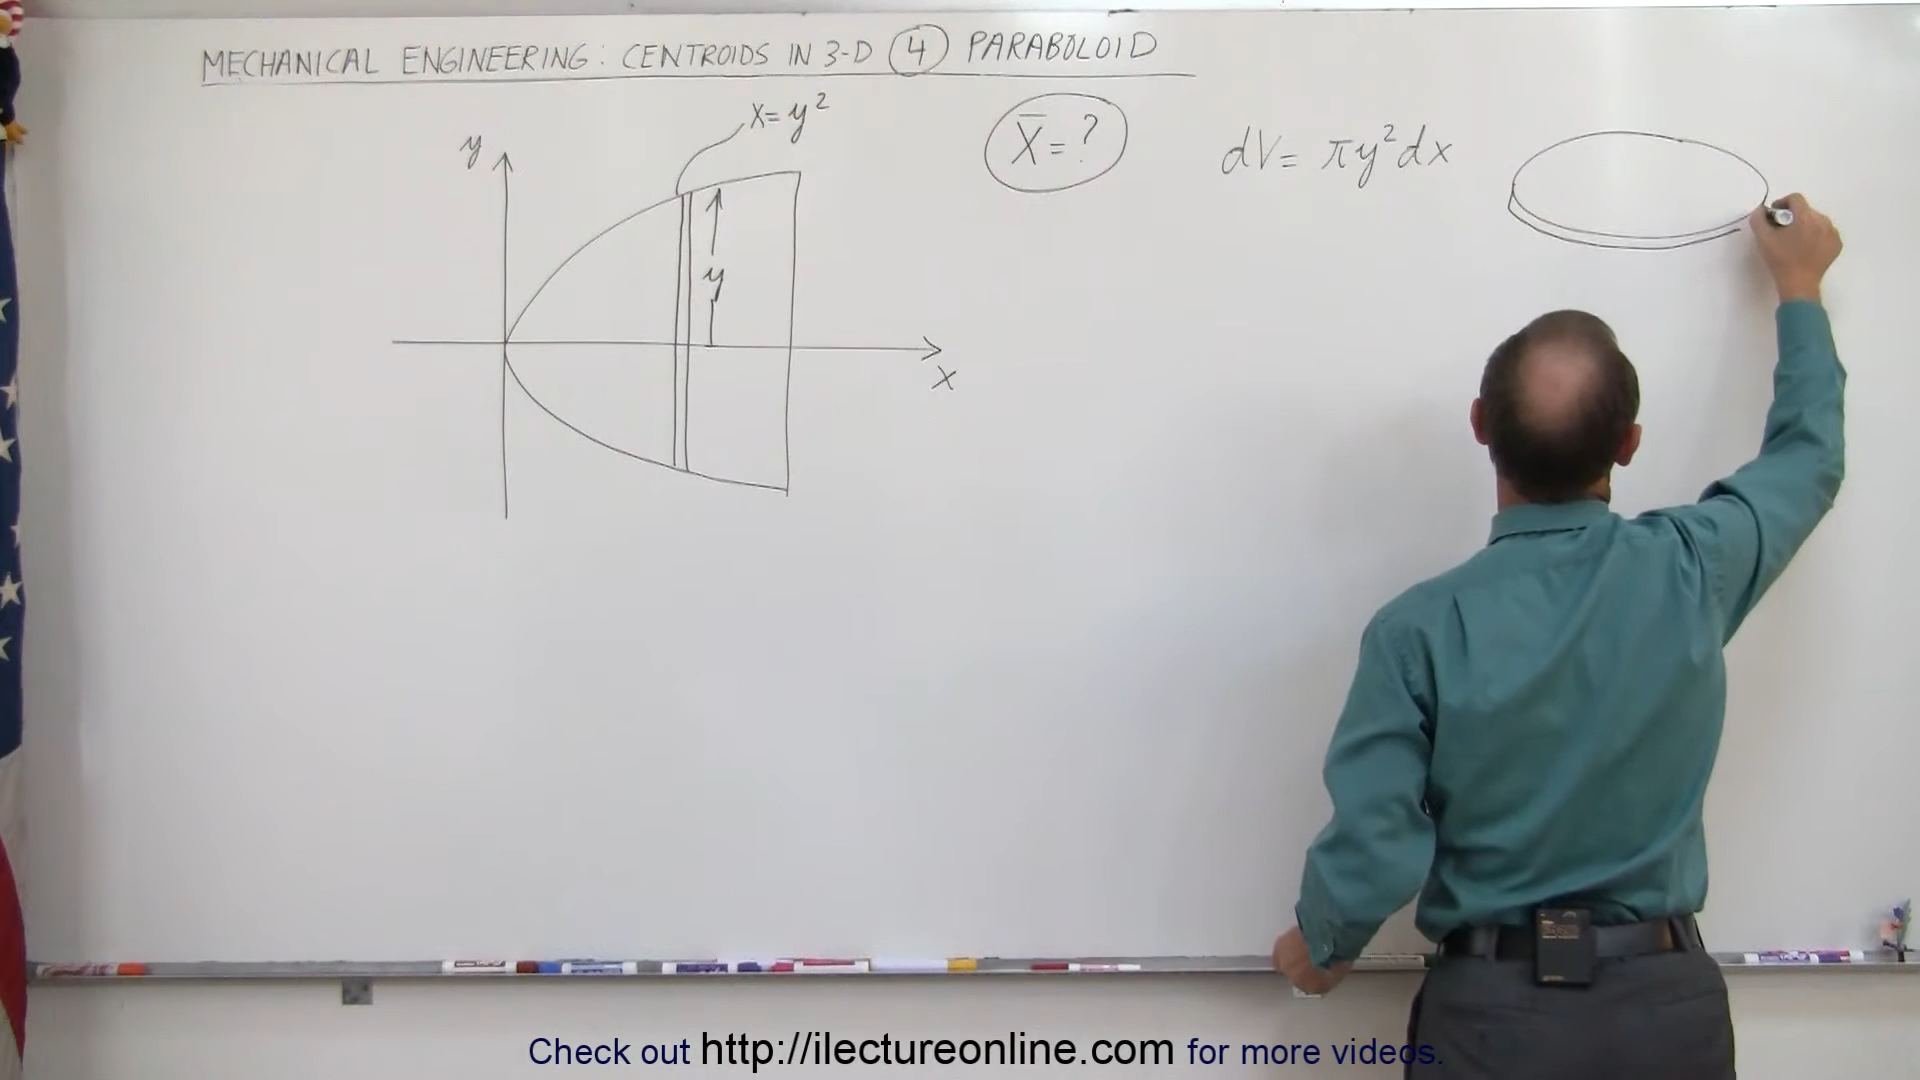 MECHANICAL ENGINEERING: CENTROIDS IN 3-D (4) PARABOLOID
x = y²
y
y
x
X̄ = ?
dV = πy²dx
Check out http://ilectureonline.com for more videos.